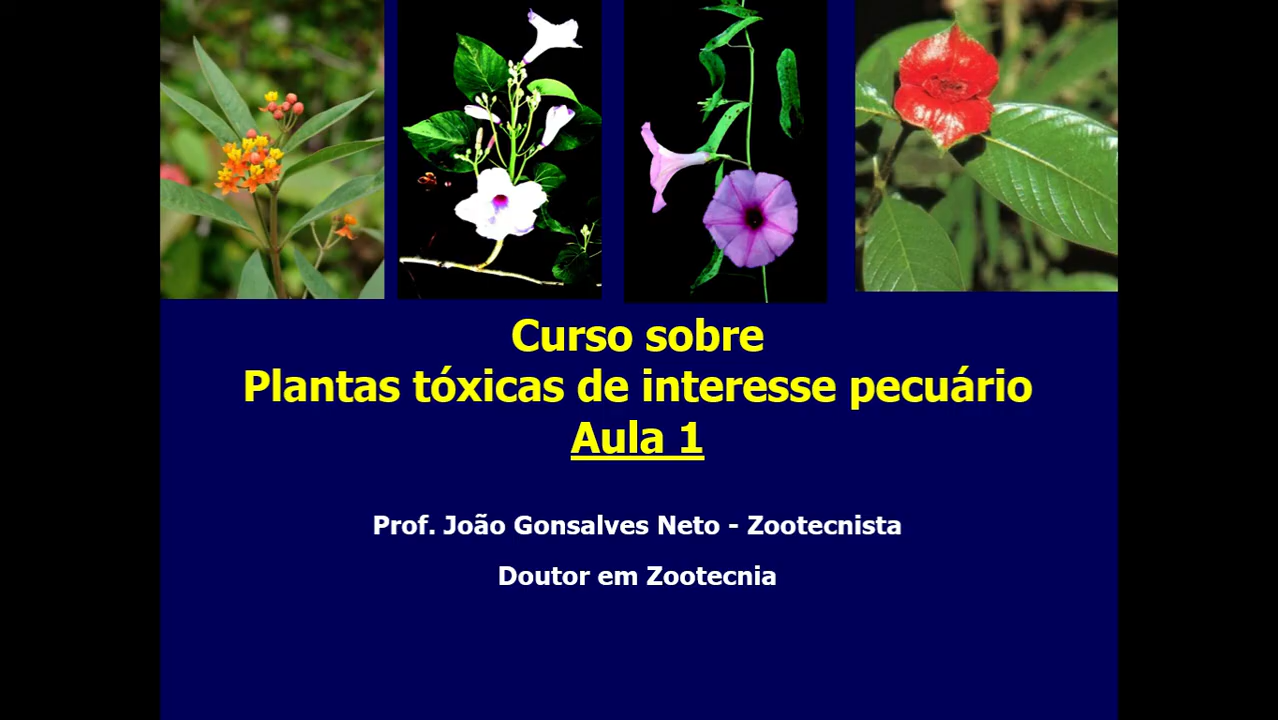 Curso sobre
Plantas tóxicas de interesse pecuário
Aula 1
Prof. João Gonsalves Neto - Zootecnista
Doutor em Zootecnia